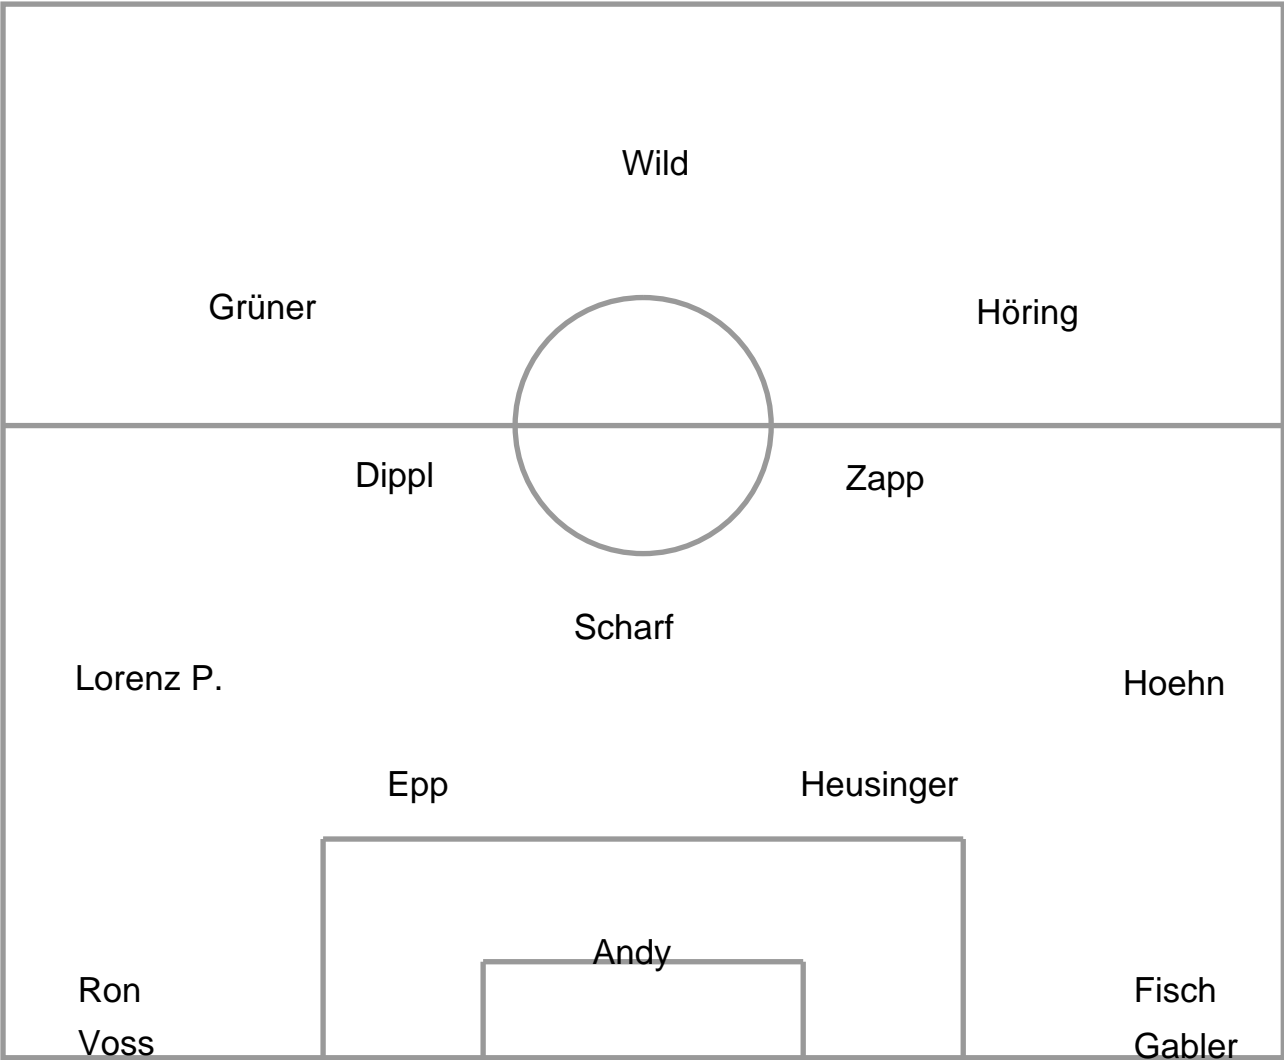 Wild
Grüner
Höring
Dippl
Zapp
Scharf
Lorenz P.
Hoehn
Epp
Heusinger
Andy
Ron
Fisch
Voss
Gabler